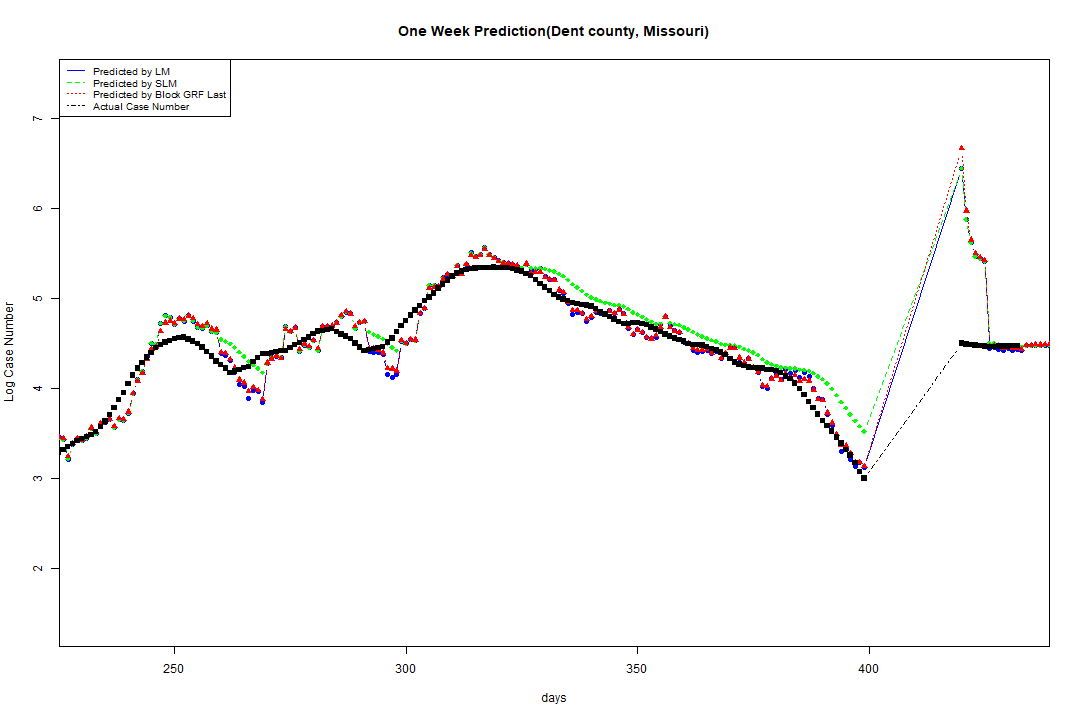 One Week Prediction(Dent county, Missouri)
Predicted by LM
Predicted by SLM
Predicted by Block GRF Last
Actual Case Number
7
6
5
4
3
2
Log Case Number
250
300
350
400
days